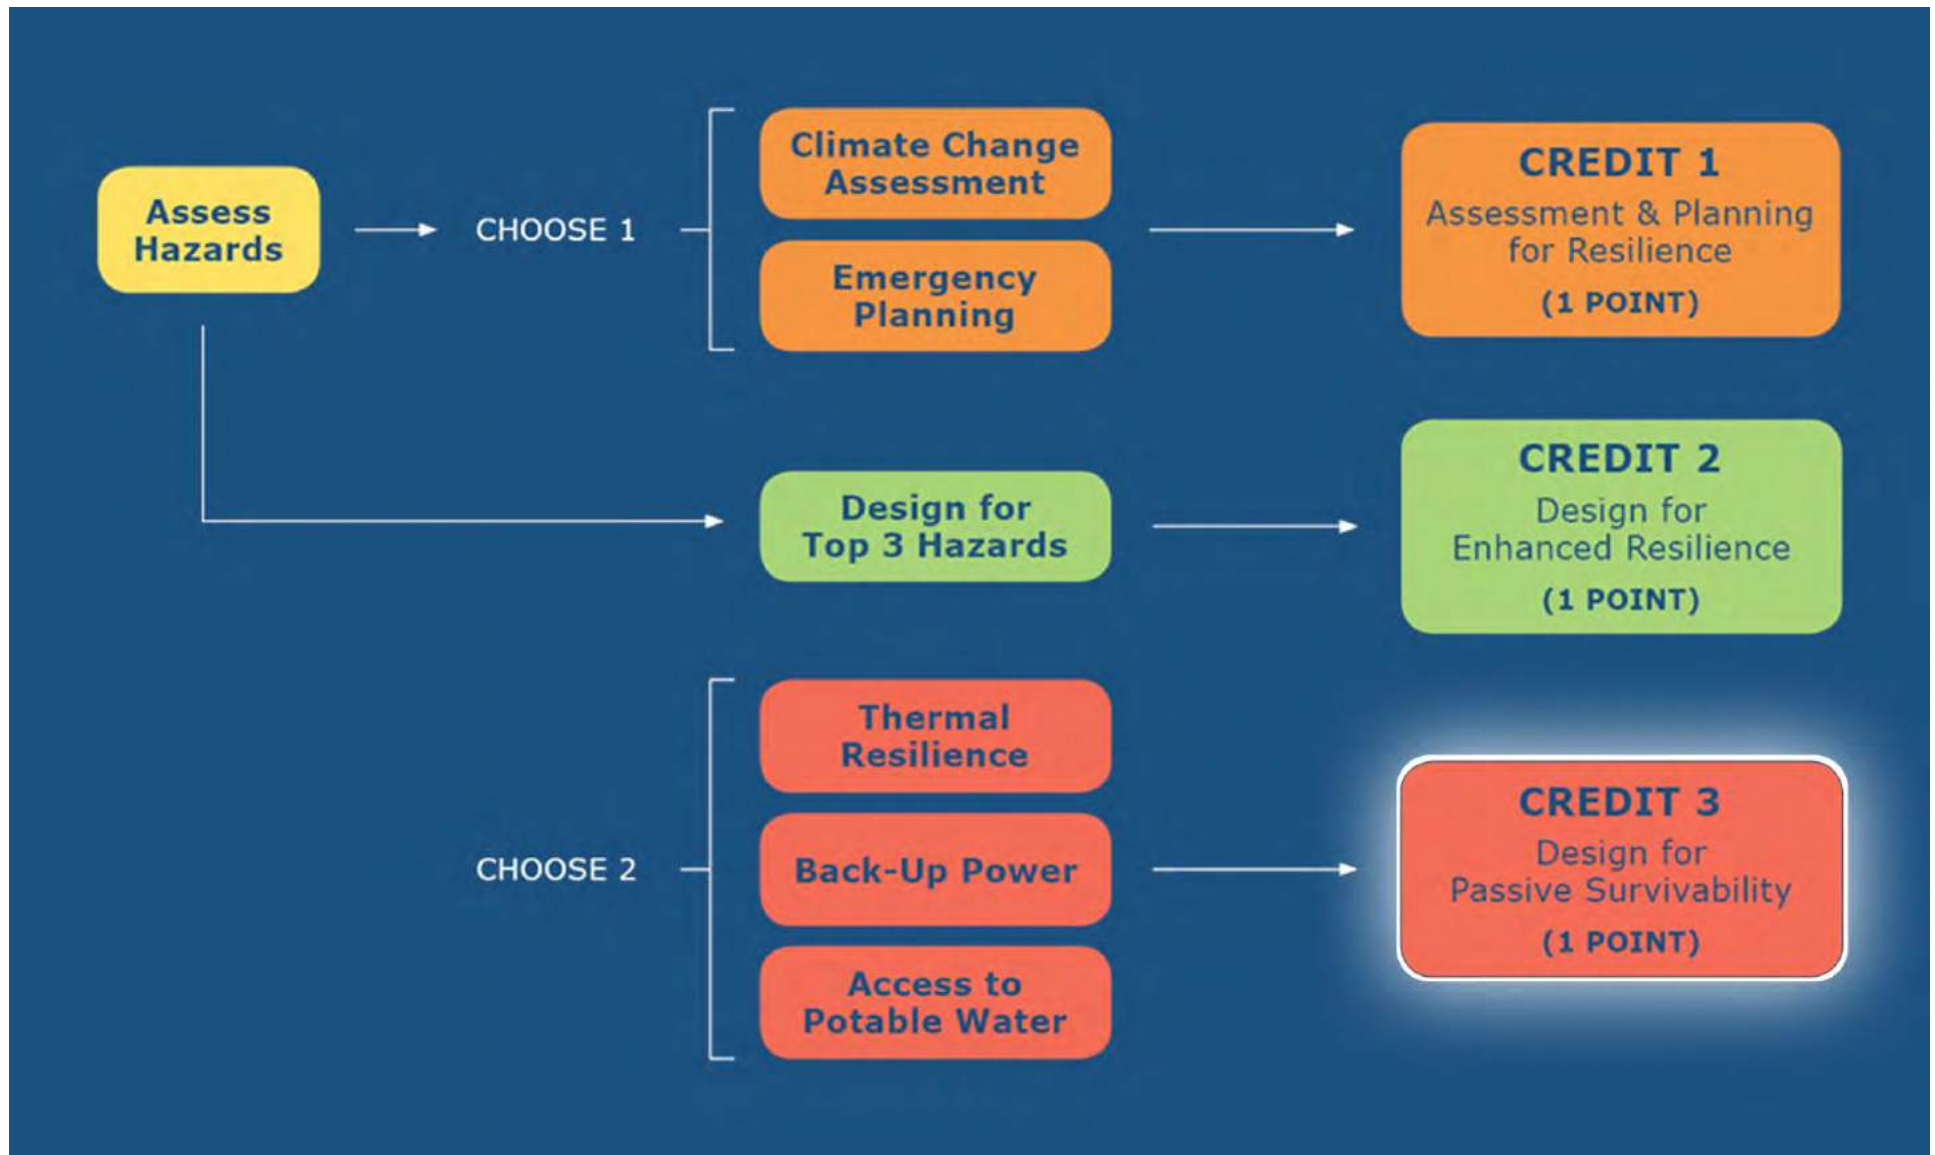 Assess
Hazards
CHOOSE 1
Climate Change
Assessment
Emergency
Planning
CREDIT 1
Assessment & Planning
for Resilience
(1 POINT)
Design for
Top 3 Hazards
CREDIT 2
Design for
Enhanced Resilience
(1 POINT)
CHOOSE 2
Thermal
Resilience
Back-Up Power
Access to
Potable Water
CREDIT 3
Design for
Passive Survivability
(1 POINT)